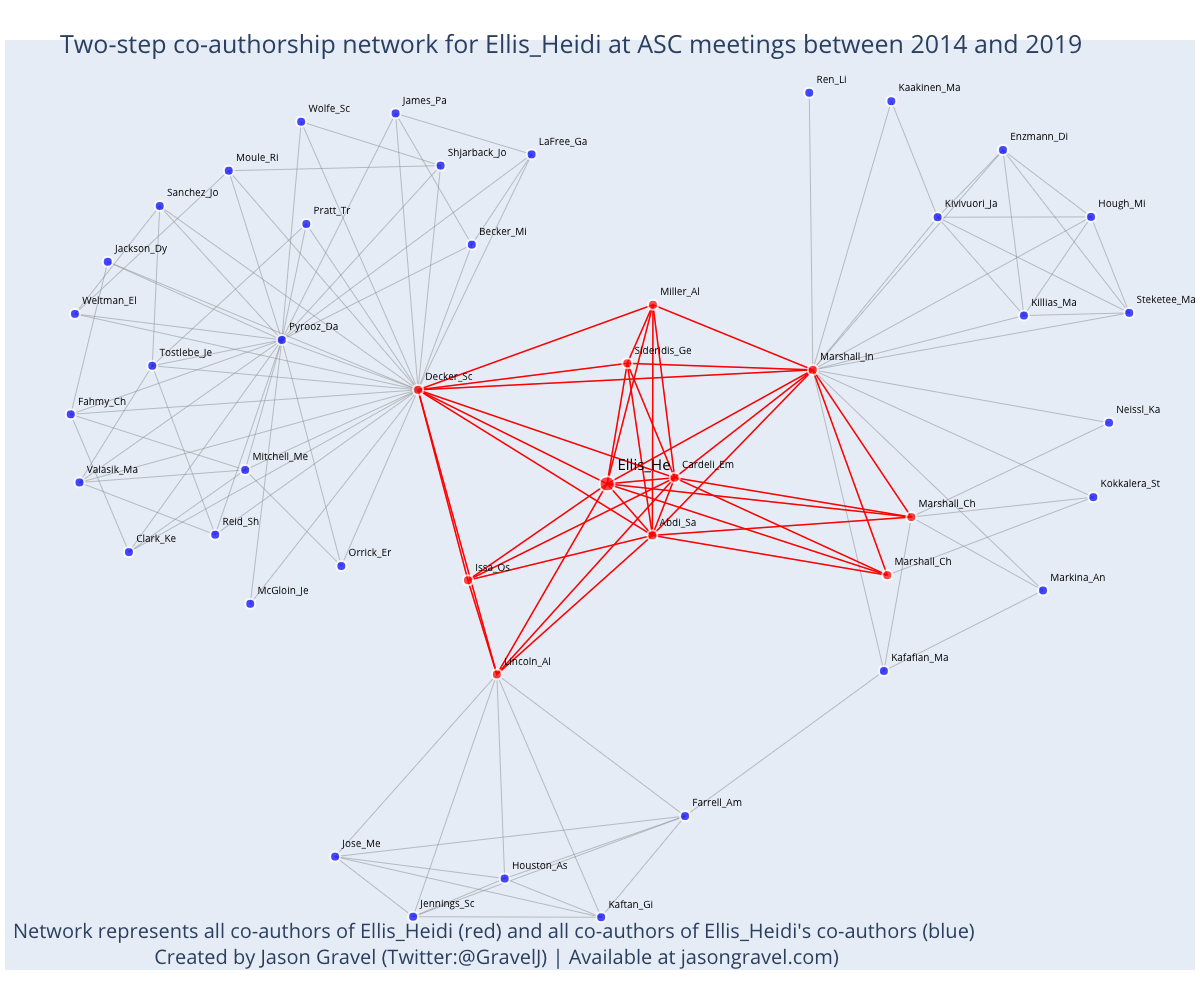 Two-step co-authorship network for Ellis_Heidi at ASC meetings between 2014 and 2019
Ren_Li
Kaakinen_Ma
James_Pa
Wolfe_Sc
Enzmann_Di
LaFree_Ga
Shjarback_Jo
Moule_Ri
Sanchez_Jo
Kivivuori_Ja
Hough_Mi
Pratt_Tr
Becker_Mi
Jackson_Dy
Miller_Al
Weitman_El
Killias_Ma
Steketee_Ma
Pyrooz_Da
Sideridis_Ge
Tostlebe_Je
Marshall_In
Decker_Sc
Fahmy_Ch
Neissl_Ka
Mitchell_Me
Ellis_He
Cardeli_Em
Valasik_Ma
Kokkalera_St
Marshall_Ch
Reid_Sh
Abdi_Sa
Clark_Ke
Orrick_Er
Issa_Os
Marshall_Ch
Markina_An
McGloin_Je
Lincoln_Al
Kafafian_Ma
Farrell_Am
Jose_Me
Houston_As
Jennings_Sc
Kaftan_Gi
Network represents all co-authors of Ellis_Heidi (red) and all co-authors of Ellis_Heidi's co-authors (blue)
Created by Jason Gravel (Twitter:@GravelJ) | Available at jasongravel.com)